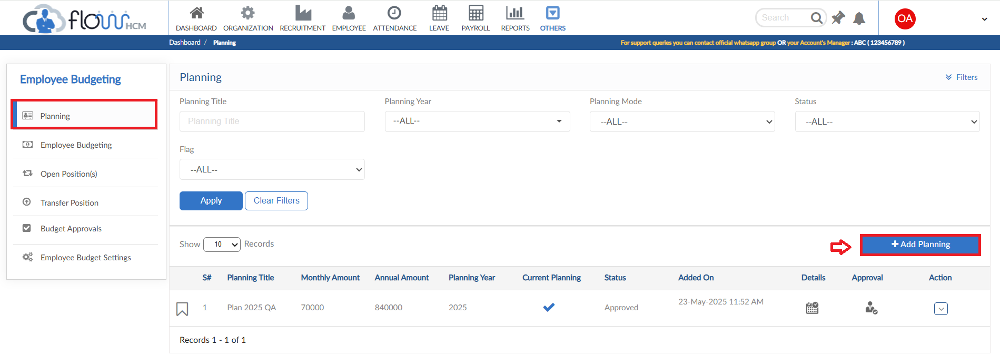 flow HCM
DASHBOARD ORGANIZATION RECRUITMENT EMPLOYEE ATTENDANCE LEAVE PAYROLL REPORTS OTHERS
Search
OA
Dashboard / Planning
For support queries you can contact official whatsapp group OR your Account's Manager : ABC ( 123456789 )
Employee Budgeting
Planning
Employee Budgeting
Open Position(s)
Transfer Position
Budget Approvals
Employee Budget Settings
Planning
Filters
Planning Title Planning Year Planning Mode Status
Planning Title --ALL-- --ALL-- --ALL--
Flag
--ALL--
Apply Clear Filters
Show 10 Records
+ Add Planning
S# Planning Title Monthly Amount Annual Amount Planning Year Current Planning Status Added On Details Approval Action
1 Plan 2025 QA 70000 840000 2025 Approved 23-May-2025 11:52 AM
Records 1 - 1 of 1